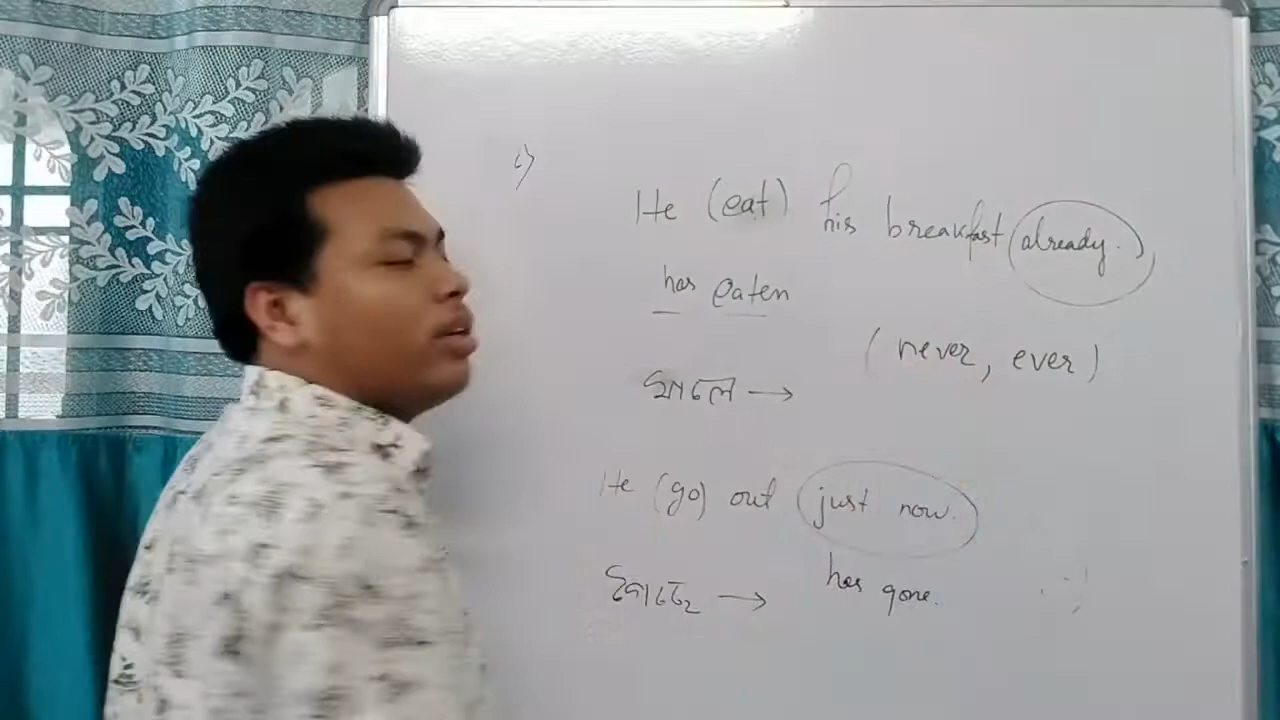 i)
He (eat) his breakfast already.
has eaten
(never, ever)
→
He (go) out just now.
→ has gone.